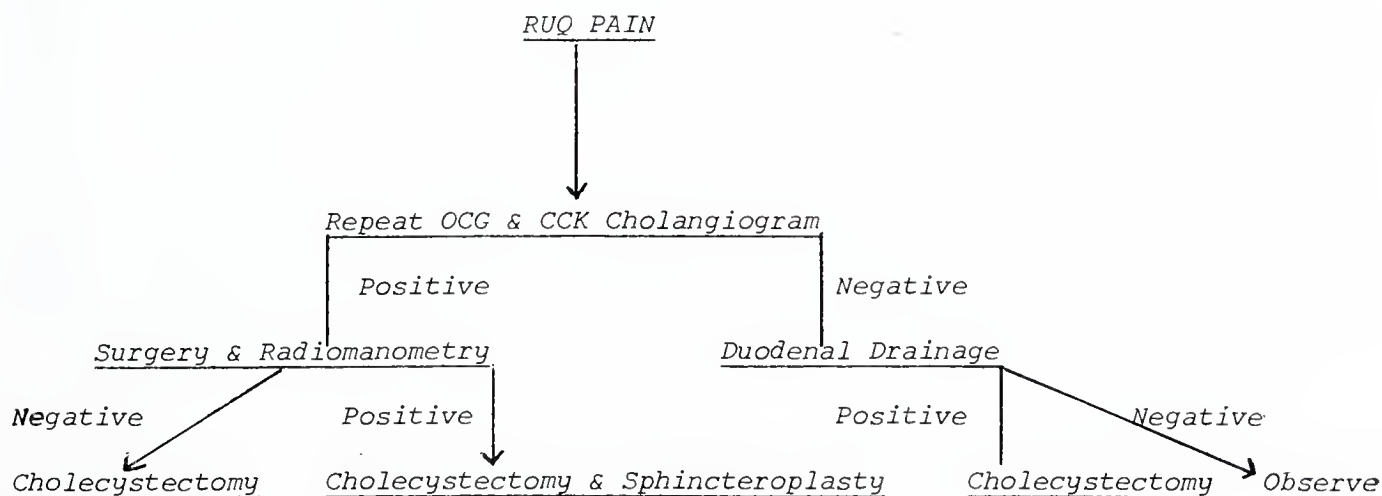 RUQ PAIN
Repeat OCG & CCK Cholangiogram
Positive Negative
Surgery & Radiomanometry Duodenal Drainage
Negative Positive Positive Negative
Cholecystectomy Cholecystectomy & Sphincteroplasty Cholecystectomy Observe